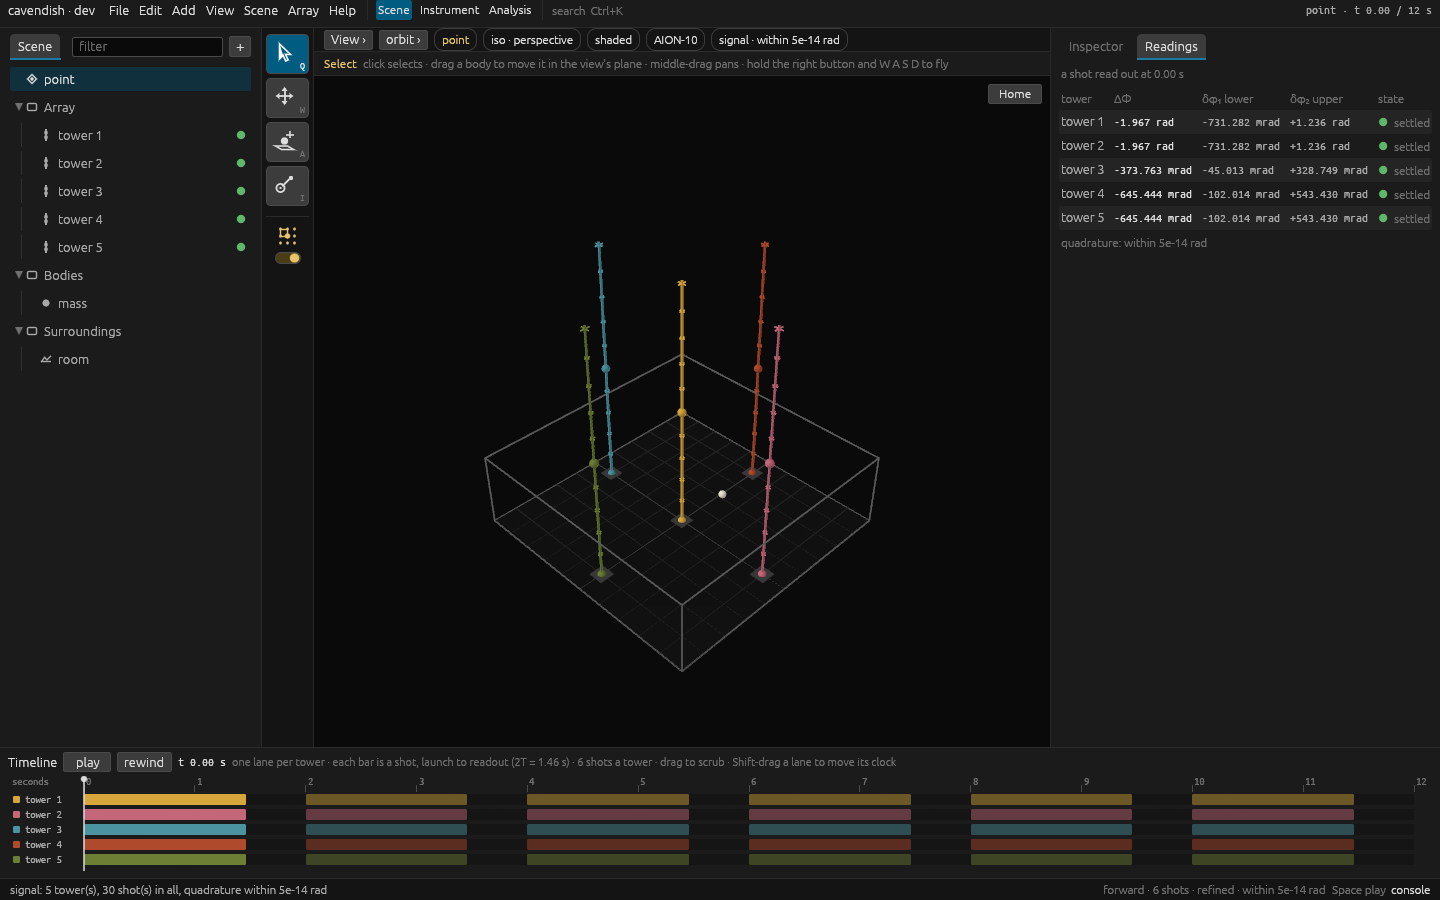 cavendish · dev File Edit Add View Scene Array Help Scene Instrument Analysis search Ctrl+K point · t 0.00 / 12 s
Scene filter + View › orbit › point iso · perspective shaded AION-10 signal · within 5e-14 rad Inspector Readings
Select click selects · drag a body to move it in the view's plane · middle-drag pans · hold the right button and W A S D to fly
Home
Q
W
A
I
point
Array
tower 1
tower 2
tower 3
tower 4
tower 5
Bodies
mass
Surroundings
room
a shot read out at 0.00 s
tower ΔΦ δφ₁ lower δφ₂ upper state
tower 1 -1.967 rad -731.282 mrad +1.236 rad settled
tower 2 -1.967 rad -731.282 mrad +1.236 rad settled
tower 3 -373.763 mrad -45.013 mrad +328.749 mrad settled
tower 4 -645.444 mrad -102.014 mrad +543.430 mrad settled
tower 5 -645.444 mrad -102.014 mrad +543.430 mrad settled
quadrature: within 5e-14 rad
Timeline play rewind t 0.00 s one lane per tower · each bar is a shot, launch to readout (2T = 1.46 s) · 6 shots a tower · drag to scrub · Shift-drag a lane to move its clock
seconds 0 1 2 3 4 5 6 7 8 9 10 11 12
tower 1
tower 2
tower 3
tower 4
tower 5
signal: 5 tower(s), 30 shot(s) in all, quadrature within 5e-14 rad forward · 6 shots · refined · within 5e-14 rad Space play console